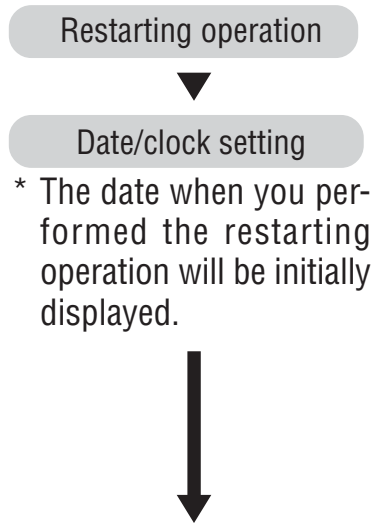 Restarting operation
Date/clock setting
* The date when you per-
formed the restarting
operation will be initially
displayed.